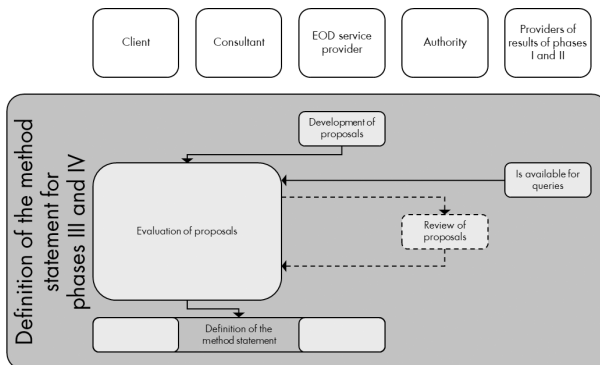 Client
Consultant
EOD service
provider
Authority
Providers of
results of phases
I and II
Definition of the method
statement for
phases III and IV
Development of
proposals
Is available for
queries
Evaluation of proposals
Review of
proposals
Definition of the
method statement